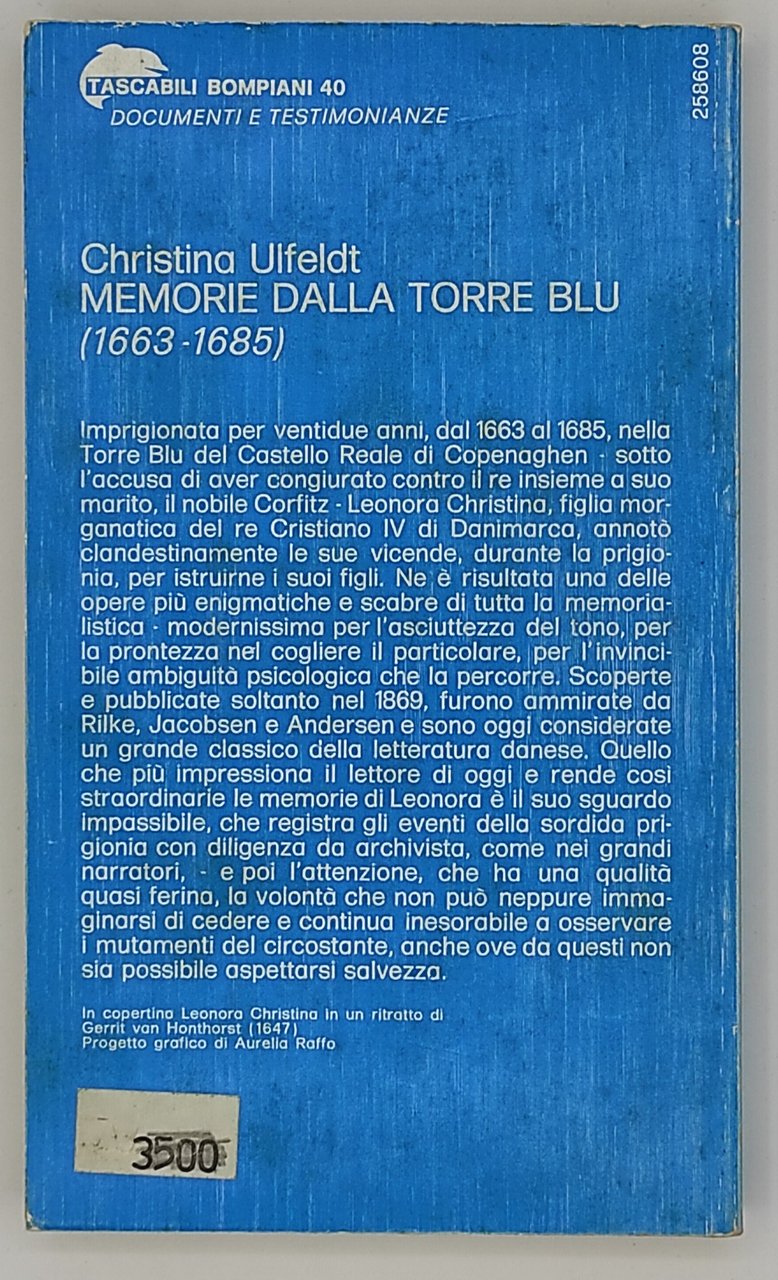 TASCABILI BOMPIANI 40
DOCUMENTI E TESTIMONIANZE
258608
Christina Ulfeldt
MEMORIE DALLA TORRE BLU
(1663-1685)
Imprigionata per ventidue anni, dal 1663 al 1685, nella
Torre Blu del Castello Reale di Copenaghen - sotto
l'accusa di aver congiurato contro il re insieme a suo
marito, il nobile Corfitz - Leonora Christina, figlia mor-
ganatica del re Cristiano IV di Danimarca, annotò
clandestinamente le sue vicende, durante la prigio-
nia, per istruirne i suoi figli. Ne è risultata una delle
opere più enigmatiche e scabre di tutta la memoria-
listica - modernissima per l'asciuttezza del tono, per
la prontezza nel cogliere il particolare, per l'invinci-
bile ambiguità psicologica che la percorre. Scoperte
e pubblicate soltanto nel 1869, furono ammirate da
Rilke, Jacobsen e Andersen e sono oggi considerate
un grande classico della letteratura danese. Quello
che più impressiona il lettore di oggi e rende così
straordinarie le memorie di Leonora è il suo sguardo
impassibile, che registra gli eventi della sordida pri-
gionia con diligenza da archivista, come nei grandi
narratori, - e poi l'attenzione, che ha una qualità
quasi ferina, la volontà che non può neppure imma-
ginarsi di cedere e continua inesorabile a osservare
i mutamenti del circostante, anche ove da questi non
sia possibile aspettarsi salvezza.
In copertina Leonora Christina in un ritratto di
Gerrit van Honthorst (1647)
Progetto grafico di Aurelia Raffo
3500